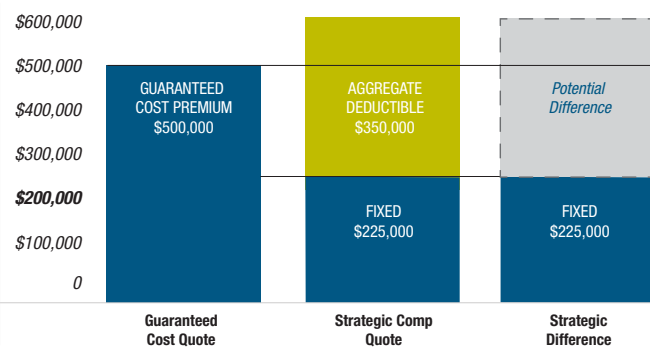 $600,000
$500,000
$400,000
$300,000
$200,000
$100,000
0
GUARANTEED
COST PREMIUM
$500,000
AGGREGATE
DEDUCTIBLE
$350,000
FIXED
$225,000
Potential
Difference
FIXED
$225,000
Guaranteed
Cost Quote
Strategic Comp
Quote
Strategic
Difference